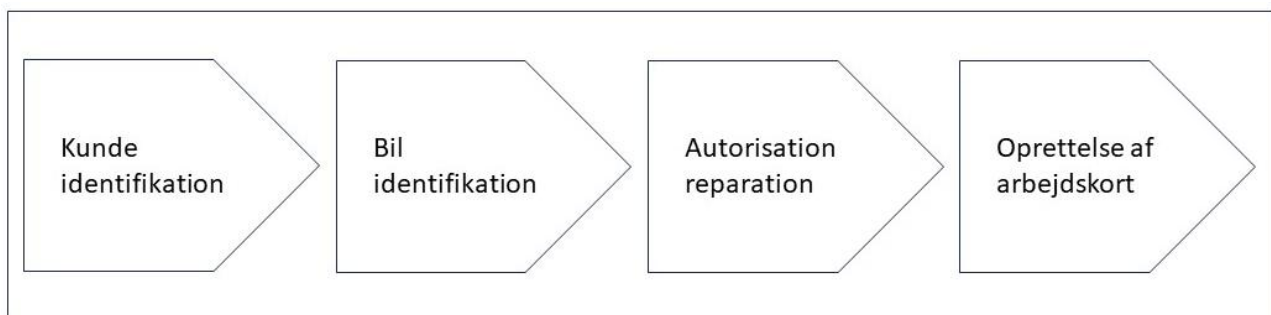 Kunde
identifikation
Bil
identifikation
Autorisation
reparation
Oprettelse af
arbejdskort